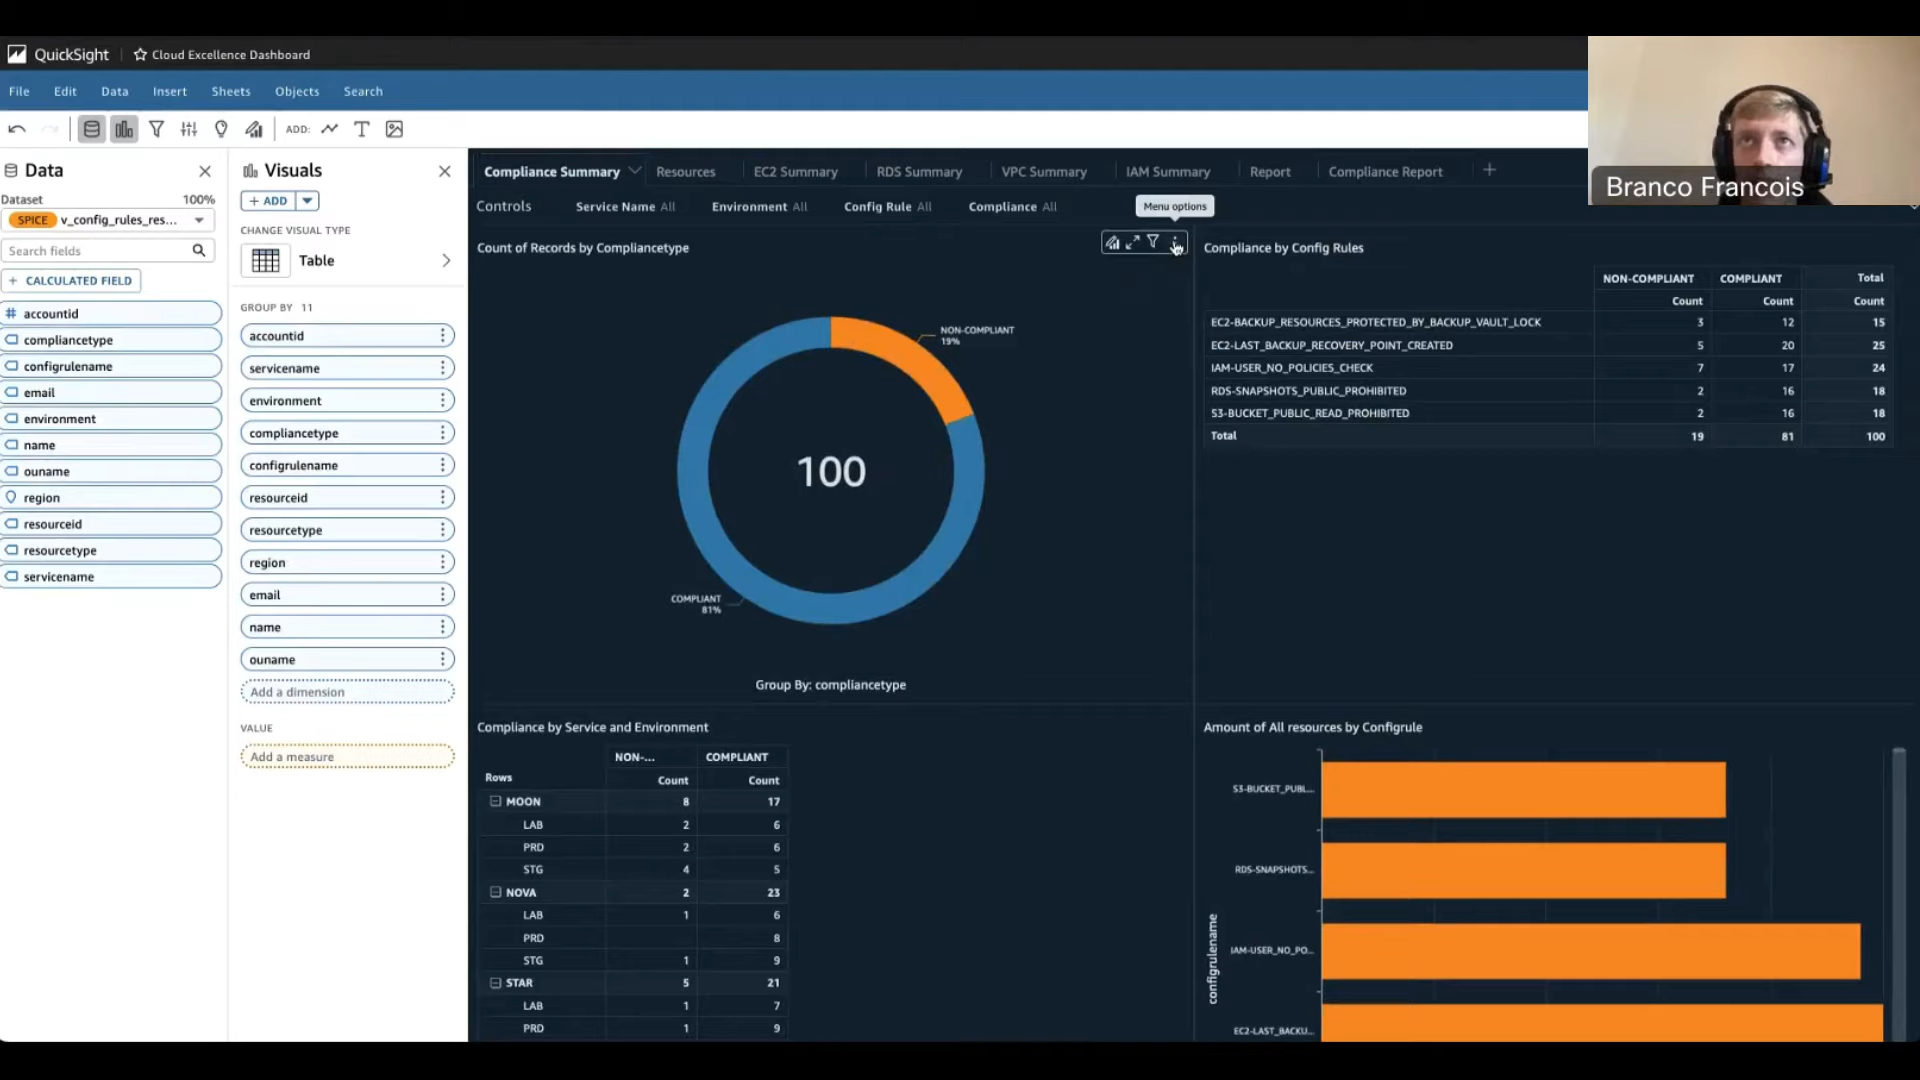 QuickSight
Cloud Excellence Dashboard
File Edit Data Insert Sheets Objects Search
ADD:
Branco Francois
Data
Dataset 100%
SPICE v_config_rules_res...
Search fields
+ CALCULATED FIELD
accountid
compliancetype
configrulename
email
environment
name
ouname
region
resourceid
resourcetype
servicename
Visuals
+ ADD
CHANGE VISUAL TYPE
Table
GROUP BY 11
accountid
servicename
environment
compliancetype
configrulename
resourceid
resourcetype
region
email
name
ouname
Add a dimension
VALUE
Add a measure
Compliance Summary Resources EC2 Summary RDS Summary VPC Summary IAM Summary Report Compliance Report
Controls Service Name All Environment All Config Rule All Compliance All
Menu options
Count of Records by Compliancetype
NON-COMPLIANT
19%
100
COMPLIANT
81%
Group By: compliancetype
Compliance by Config Rules
NON-COMPLIANT COMPLIANT Total
Count Count Count
EC2-BACKUP_RESOURCES_PROTECTED_BY_BACKUP_VAULT_LOCK 3 12 15
EC2-LAST_BACKUP_RECOVERY_POINT_CREATED 5 20 25
IAM-USER_NO_POLICIES_CHECK 7 17 24
RDS-SNAPSHOTS_PUBLIC_PROHIBITED 2 16 18
S3-BUCKET_PUBLIC_READ_PROHIBITED 2 16 18
Total 19 81 100
Compliance by Service and Environment
NON-... COMPLIANT
Rows Count Count
MOON 8 17
LAB 2 6
PRD 2 6
STG 4 5
NOVA 2 23
LAB 1 6
PRD 8
STG 1 9
STAR 5 21
LAB 1 7
PRD 1 9
Amount of All resources by Configrule
configrulename
S3-BUCKET_PUBL...
RDS-SNAPSHOTS...
IAM-USER_NO_PO...
EC2-LAST_BACKU...